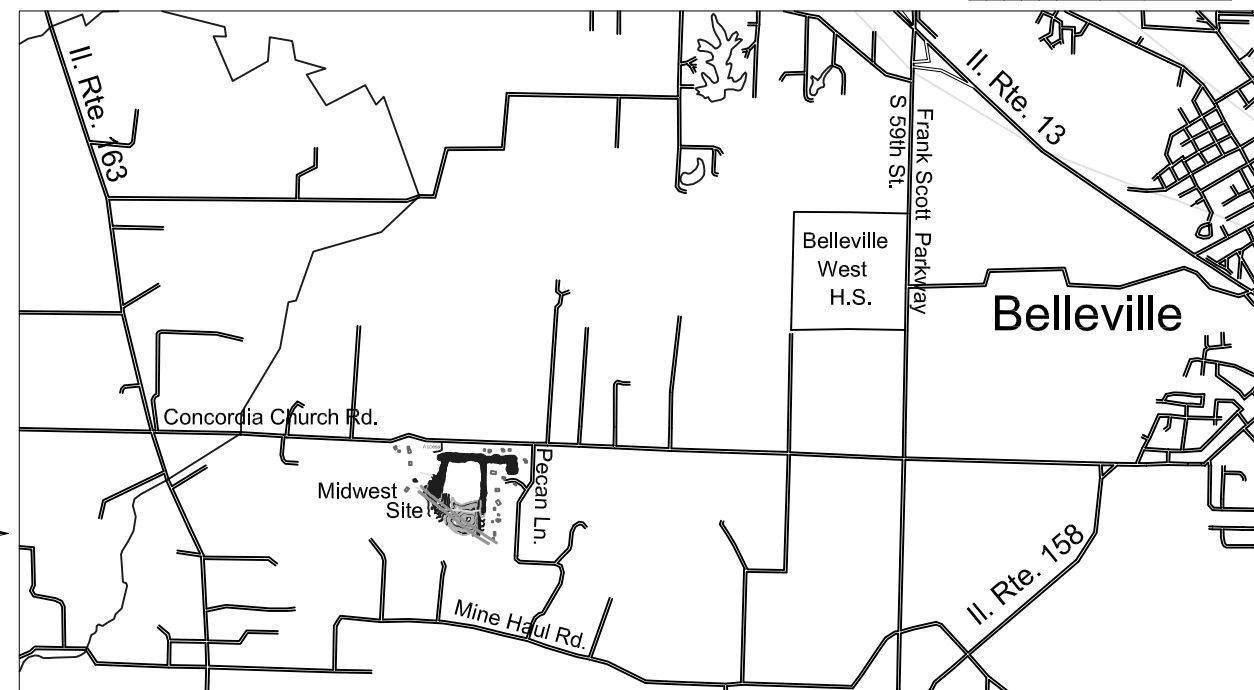 Il. Rte. 163
Il. Rte. 13
S 59th St.
Frank Scott Parkway
Belleville
West
H.S.
Belleville
Concordia Church Rd.
Midwest
Site
Pecan Ln.
Il. Rte. 158
Mine Haul Rd.